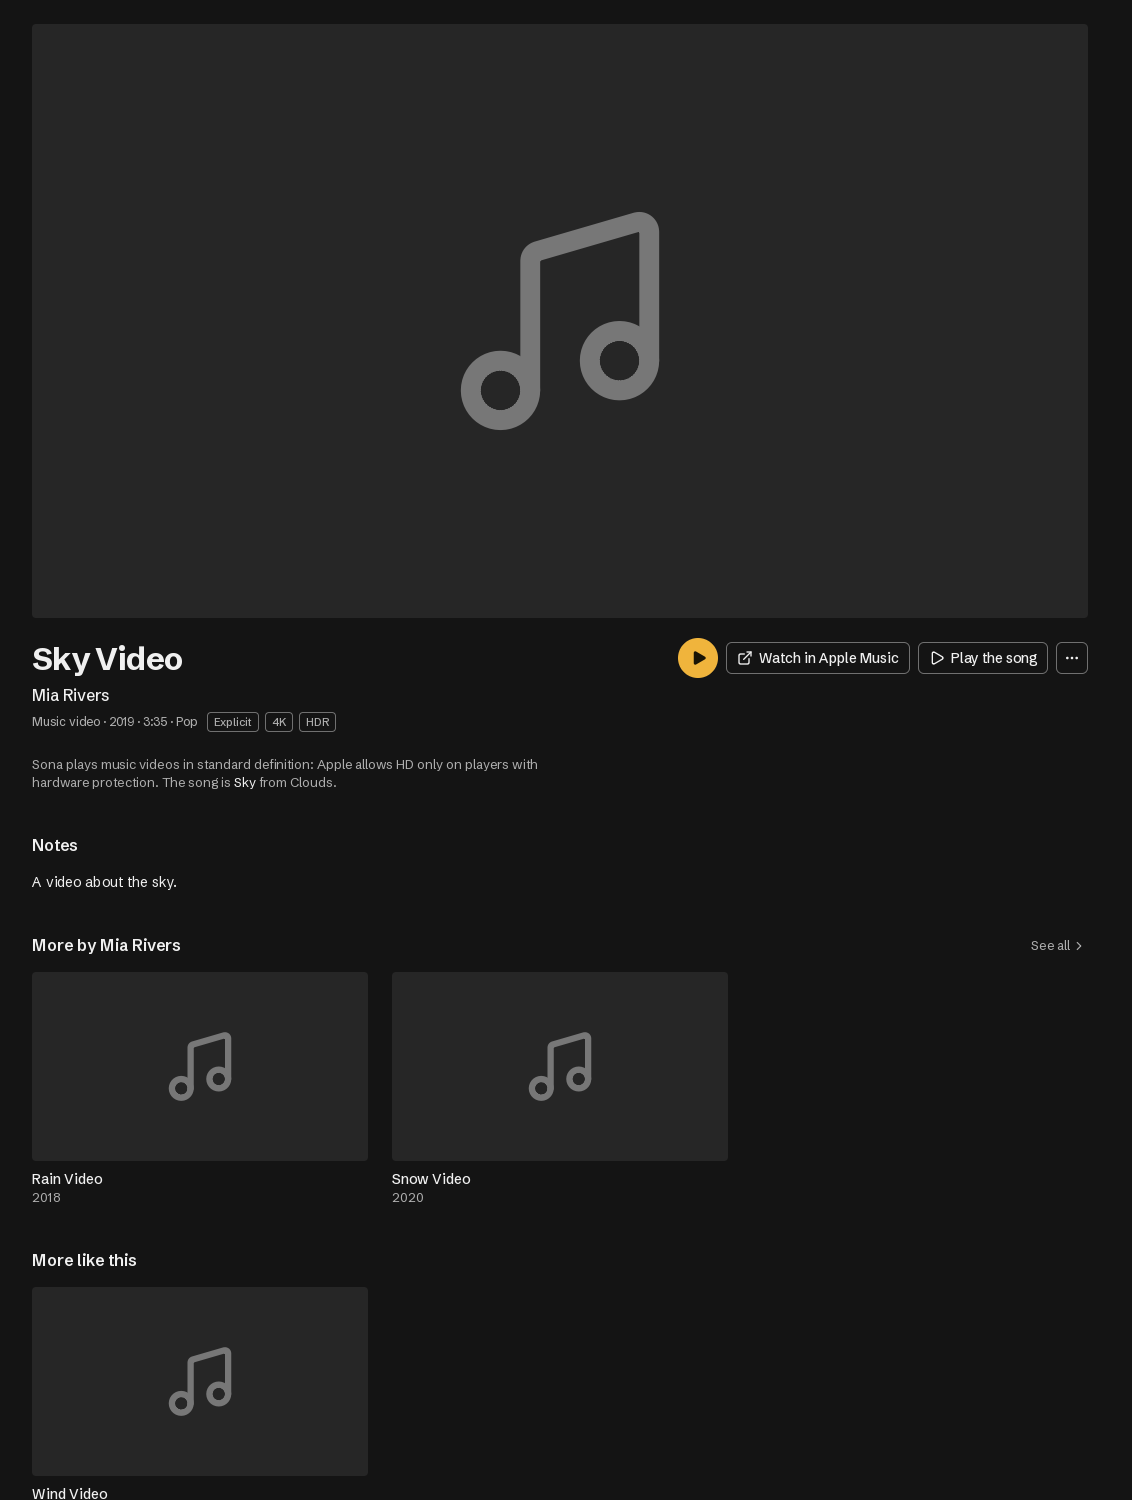 Sky Video
Watch in Apple Music
Play the song
Mia Rivers
Music video · 2019 · 3:35 · Pop
Explicit
4K
HDR
Sona plays music videos in standard definition: Apple allows HD only on players with
hardware protection. The song is Sky from Clouds.
Notes
A video about the sky.
More by Mia Rivers
See all
Rain Video
2018
Snow Video
2020
More like this
Wind Video